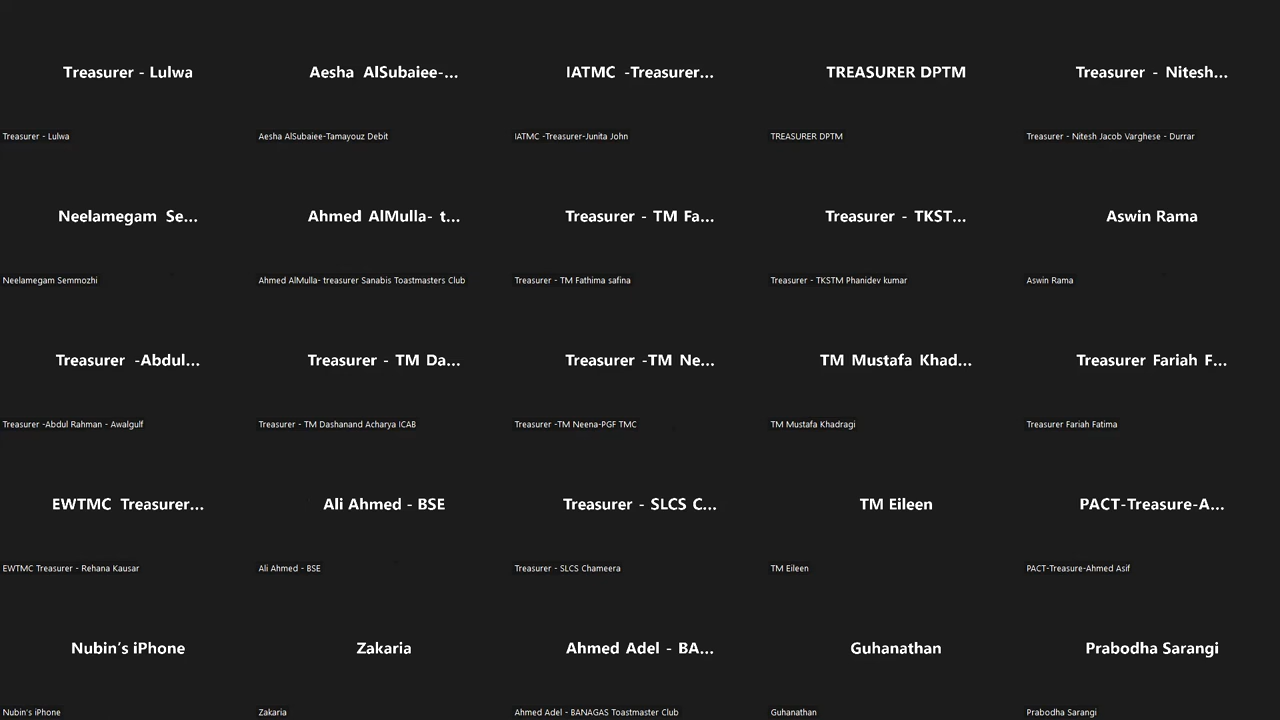 Treasurer - Lulwa
Aesha AlSubaiee-...
IATMC -Treasurer...
TREASURER DPTM
Treasurer - Nitesh...
Treasurer - Lulwa
Aesha AlSubaiee-Tamayouz Debit
IATMC -Treasurer-Junita John
TREASURER DPTM
Treasurer - Nitesh Jacob Varghese - Durrar
Neelamegam Se...
Ahmed AlMulla- t...
Treasurer - TM Fa...
Treasurer - TKST...
Aswin Rama
Neelamegam Semmozhi
Ahmed AlMulla- treasurer Sanabis Toastmasters Club
Treasurer - TM Fathima safina
Treasurer - TKSTM Phanidev kumar
Aswin Rama
Treasurer -Abdul...
Treasurer - TM Da...
Treasurer -TM Ne...
TM Mustafa Khad...
Treasurer Fariah F...
Treasurer -Abdul Rahman - Awalgulf
Treasurer - TM Dashanand Acharya ICAB
Treasurer -TM Neena-PGF TMC
TM Mustafa Khadragi
Treasurer Fariah Fatima
EWTMC Treasurer...
Ali Ahmed - BSE
Treasurer - SLCS C...
TM Eileen
PACT-Treasure-A...
EWTMC Treasurer - Rehana Kausar
Ali Ahmed - BSE
Treasurer - SLCS Chameera
TM Eileen
PACT-Treasure-Ahmed Asif
Nubin's iPhone
Zakaria
Ahmed Adel - BA...
Guhanathan
Prabodha Sarangi
Nubin's iPhone
Zakaria
Ahmed Adel - BANAGAS Toastmaster Club
Guhanathan
Prabodha Sarangi